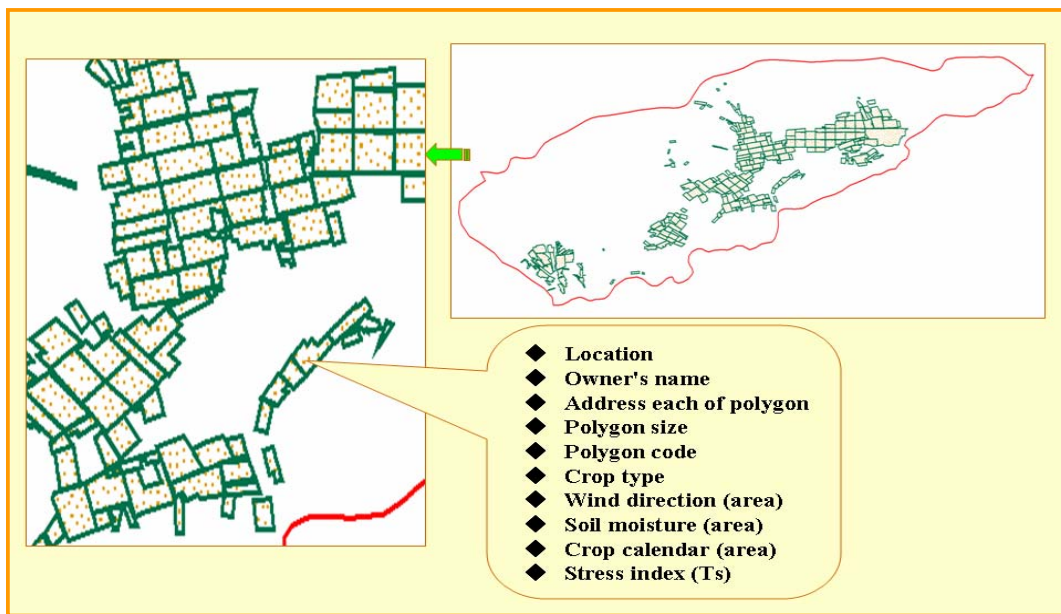 Location
Owner's name
Address each of polygon
Polygon size
Polygon code
Crop type
Wind direction (area)
Soil moisture (area)
Crop calendar (area)
Stress index (Ts)